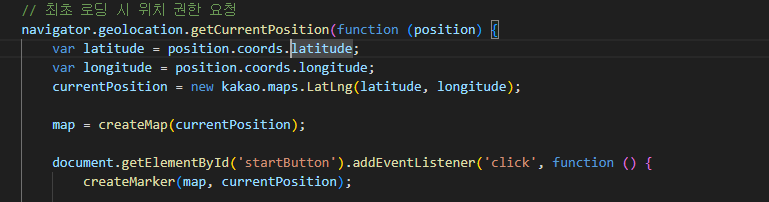 // 최초 로딩 시 위치 권한 요청
navigator.geolocation.getCurrentPosition(function (position) {
    var latitude = position.coords.latitude;
    var longitude = position.coords.longitude;
    currentPosition = new kakao.maps.LatLng(latitude, longitude);

    map = createMap(currentPosition);

    document.getElementById('startButton').addEventListener('click', function () {
        createMarker(map, currentPosition);